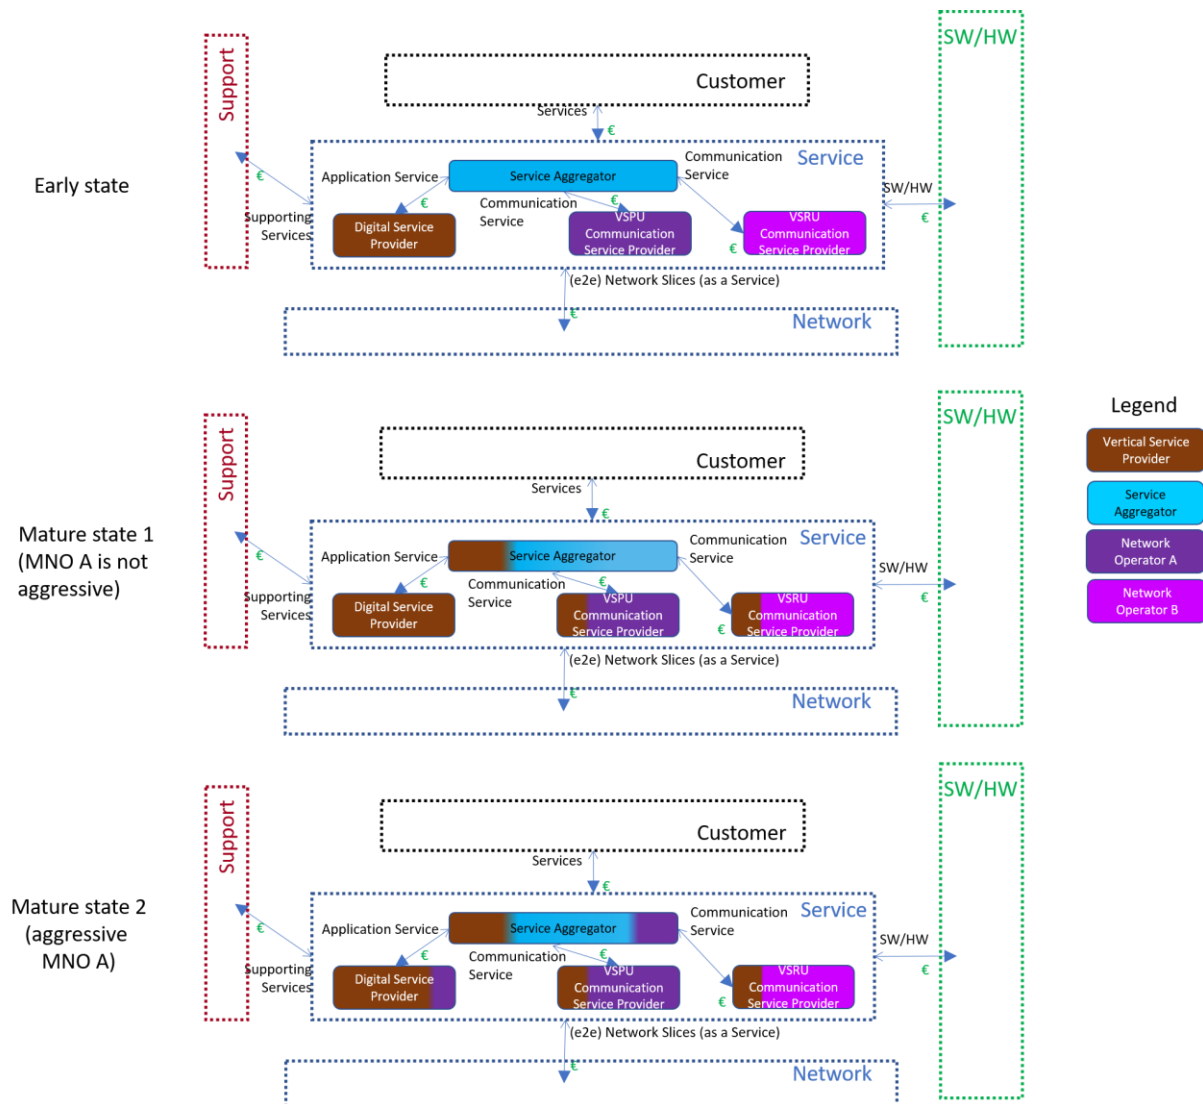 SW/HW
Support
Customer
Services
€
Early state
Service
Communication
Service
Application Service
Service Aggregator
€
€
Communication
Service
€
SW/HW
€
Supporting
Services
Digital Service
Provider
VSPU
Communication
Service Provider
VSRU
Communication
Service Provider
€
(e2e) Network Slices (as a Service)
€
Network
SW/HW
Support
Legend
Customer
Vertical Service
Provider
Services
€
Service
Aggregator
Mature state 1
(MNO A is not
aggressive)
Service
Communication
Service
Application Service
Service Aggregator
€
€
Communication
Service
€
SW/HW
€
Network
Operator A
Supporting
Services
Digital Service
Provider
VSPU
Communication
Service Provider
VSRU
Communication
Service Provider
€
Network
Operator B
(e2e) Network Slices (as a Service)
€
Network
SW/HW
Support
Customer
Services
€
Mature state 2
(aggressive
MNO A)
Service
Communication
Service
Application Service
Service Aggregator
€
€
Communication
Service
€
SW/HW
€
Supporting
Services
Digital Service
Provider
VSPU
Communication
Service Provider
VSRU
Communication
Service Provider
€
(e2e) Network Slices (as a Service)
€
Network